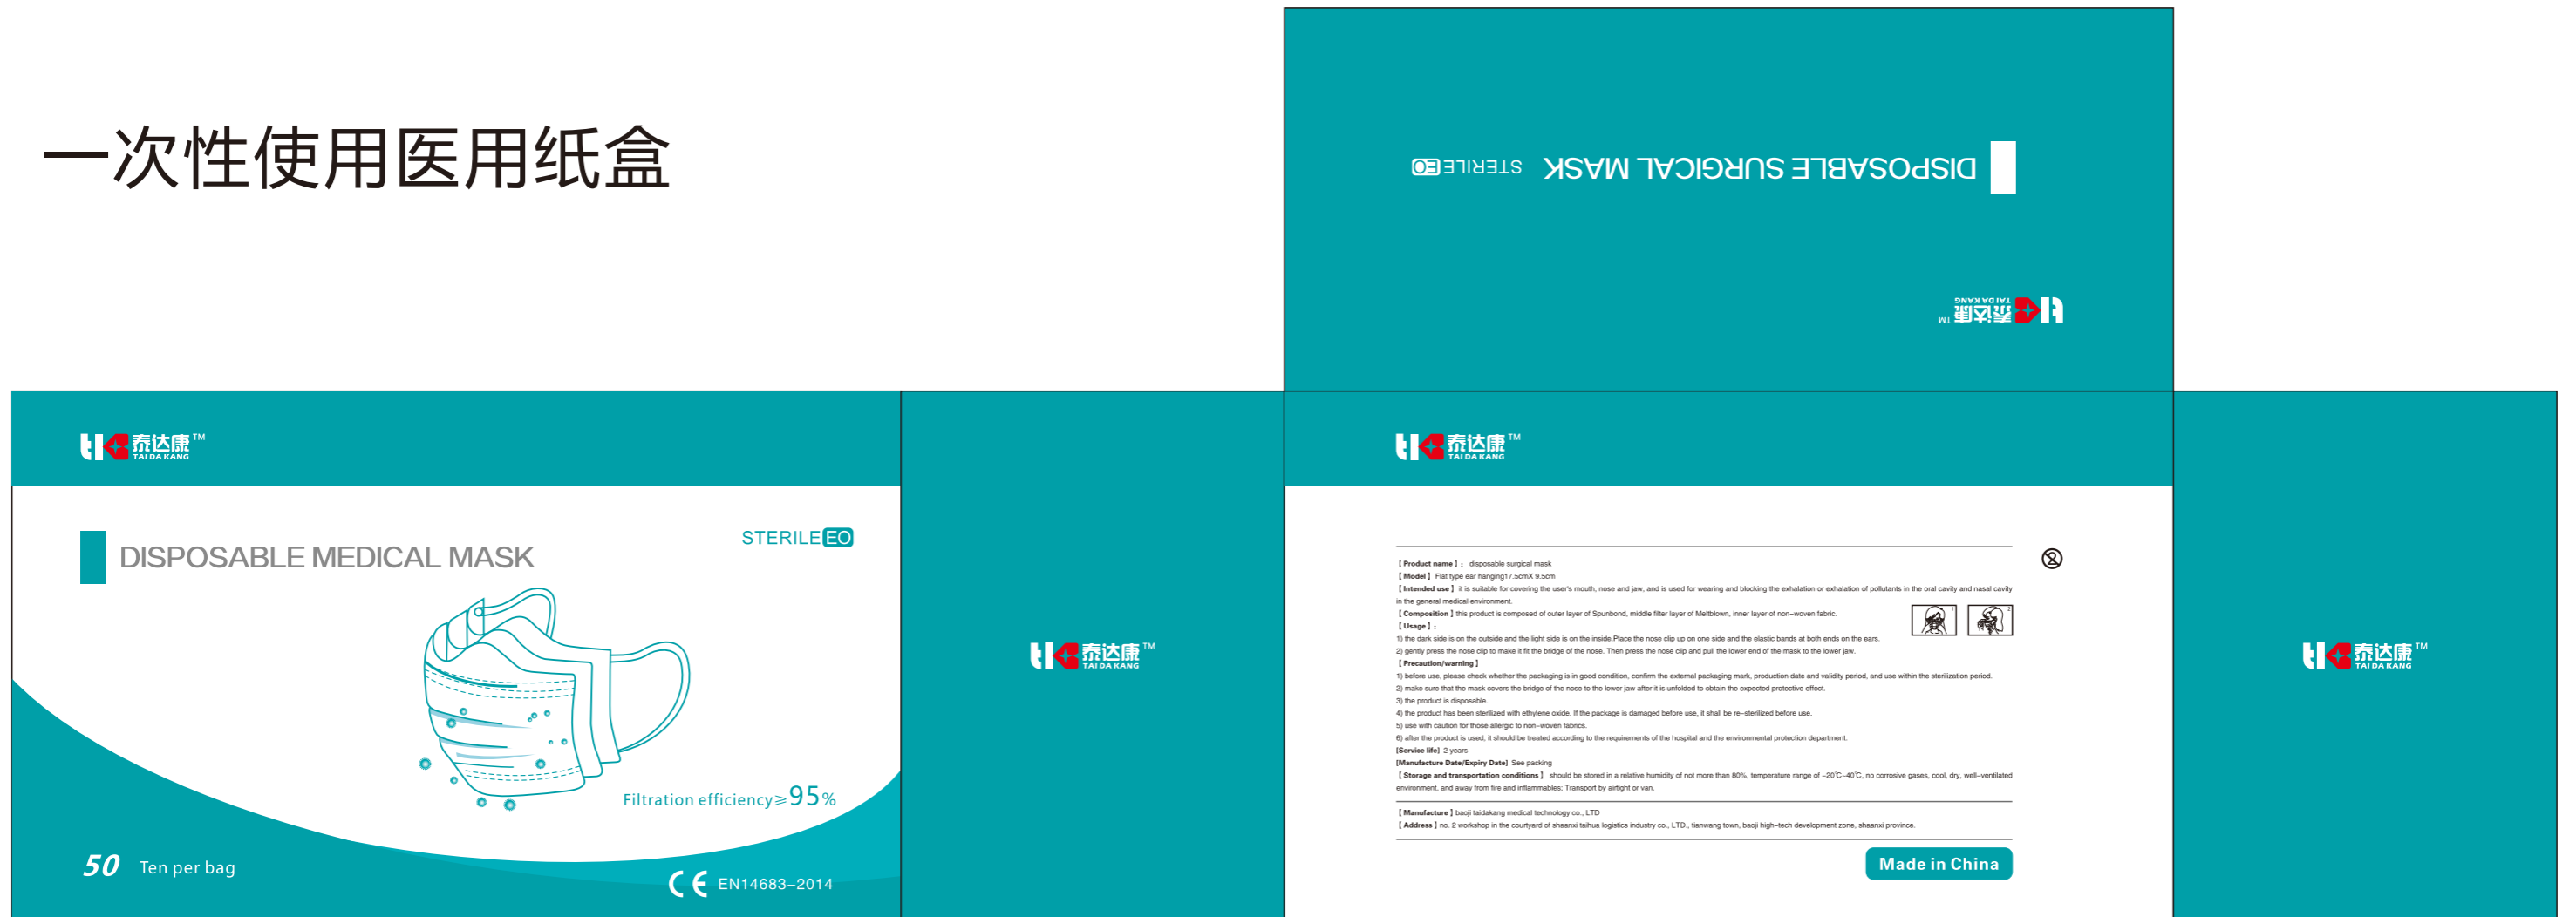 一次性使用医用纸盒
DISPOSABLE SURGICAL MASK STERILE EO
泰达康 TM
TAI DA KANG
泰达康 TM
TAI DA KANG
DISPOSABLE MEDICAL MASK
STERILE EO
Filtration efficiency≥95%
50 Ten per bag
CE EN14683-2014
泰达康 TM
TAI DA KANG
泰达康 TM
TAI DA KANG
【Product name】: disposable surgical mask
【Model】 Flat type ear hanging17.5cmX 9.5cm
【Intended use】 it is suitable for covering the user's mouth, nose and jaw, and is used for wearing and blocking the exhalation or exhalation of pollutants in the oral cavity and nasal cavity
in the general medical environment.
【Composition】this product is composed of outer layer of Spunbond, middle filter layer of Meltblown, inner layer of non-woven fabric.
【Usage】:
1) the dark side is on the outside and the light side is on the inside.Place the nose clip up on one side and the elastic bands at both ends on the ears.
2) gently press the nose clip to make it fit the bridge of the nose. Then press the nose clip and pull the lower end of the mask to the lower jaw.
1
2
【Precaution/warning】
1) before use, please check whether the packaging is in good condition, confirm the external packaging mark, production date and validity period, and use within the sterilization period.
2) make sure that the mask covers the bridge of the nose to the lower jaw after it is unfolded to obtain the expected protective effect.
3) the product is disposable.
4) the product has been sterilized with ethylene oxide. If the package is damaged before use, it shall be re-sterilized before use.
5) use with caution for those allergic to non-woven fabrics.
6) after the product is used, it should be treated according to the requirements of the hospital and the environmental protection department.
[Service life] 2 years
[Manufacture Date/Expiry Date] See packing
【Storage and transportation conditions】 should be stored in a relative humidity of not more than 80%, temperature range of -20℃-40℃, no corrosive gases, cool, dry, well-ventilated
environment, and away from fire and inflammables; Transport by airtight or van.
【Manufacture】baoji taidakang medical technology co., LTD
【Address】no. 2 workshop in the courtyard of shaanxi taihua logistics industry co., LTD., tianwang town, baoji high-tech development zone, shaanxi province.
Made in China
泰达康 TM
TAI DA KANG